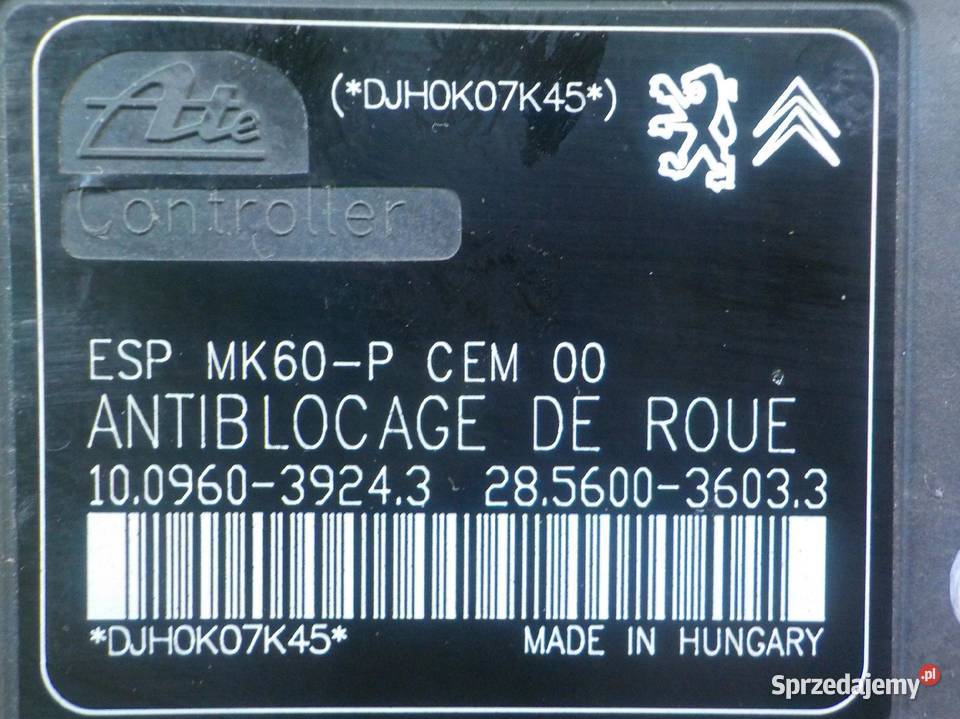 Ate
(*DJH0K07K45*)
Controller
ESP MK60-P CEM 00
ANTIBLOCAGE DE ROUE
10.0960-3924.3 28.5600-3603.3
*DJH0K07K45*
MADE IN HUNGARY
Sprzedajemy.pl